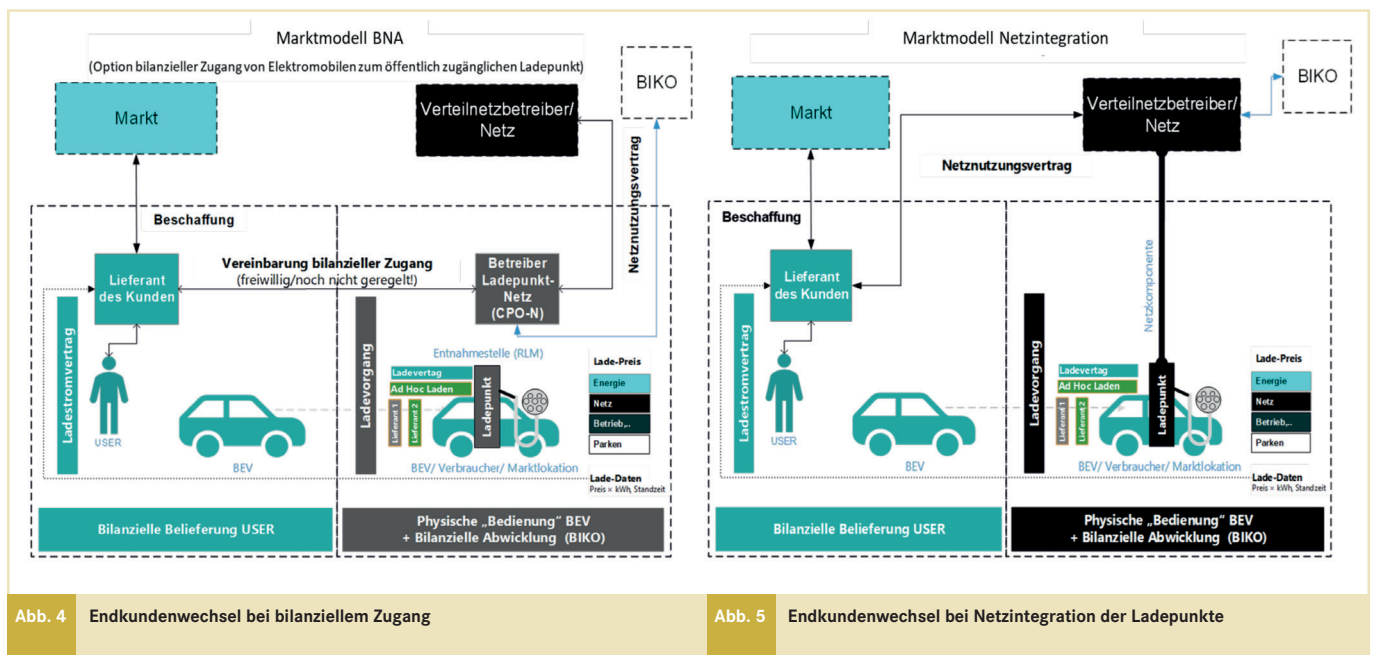 Marktmodell BNA
(Option bilanzieller Zugang von Elektromobilen zum öffentlich zugänglichen Ladepunkt)
BIKO
Markt
Verteilnetzbetreiber/
Netz
Netznutzungsvertrag
Beschaffung
Lieferant
des Kunden
Vereinbarung bilanzieller Zugang
(freiwillig/noch nicht geregelt!)
Betreiber
Ladepunkt-
Netz
(CPO-N)
Ladestromvertrag
USER
BEV
Ladevorgang
Entnahmestelle (RLM)
Ladevertag
Ad Hoc Laden
Lieferant 1
Lieferant 2
Ladepunkt
BEV/ Verbraucher/ Marktlokation
Lade-Preis
Energie
Netz
Betrieb,..
Parken
Lade-Daten
Preis × kWh, Standzeit
Bilanzielle Belieferung USER
Physische „Bedienung" BEV
+ Bilanzielle Abwicklung (BIKO)
Abb. 4 Endkundenwechsel bei bilanziellem Zugang
Marktmodell Netzintegration
BIKO
Markt
Verteilnetzbetreiber/
Netz
Netznutzungsvertrag
Beschaffung
Lieferant
des Kunden
Netzkomponente
Ladestromvertrag
USER
BEV
Ladevorgang
Ladevertag
Ad Hoc Laden
Lieferant 1
Lieferant 2
Ladepunkt
BEV/ Verbraucher/ Marktlokation
Lade-Preis
Energie
Netz
Betrieb,..
Parken
Lade-Daten
Preis × kWh, Standzeit
Bilanzielle Belieferung USER
Physische „Bedienung" BEV
+ Bilanzielle Abwicklung (BIKO)
Abb. 5 Endkundenwechsel bei Netzintegration der Ladepunkte